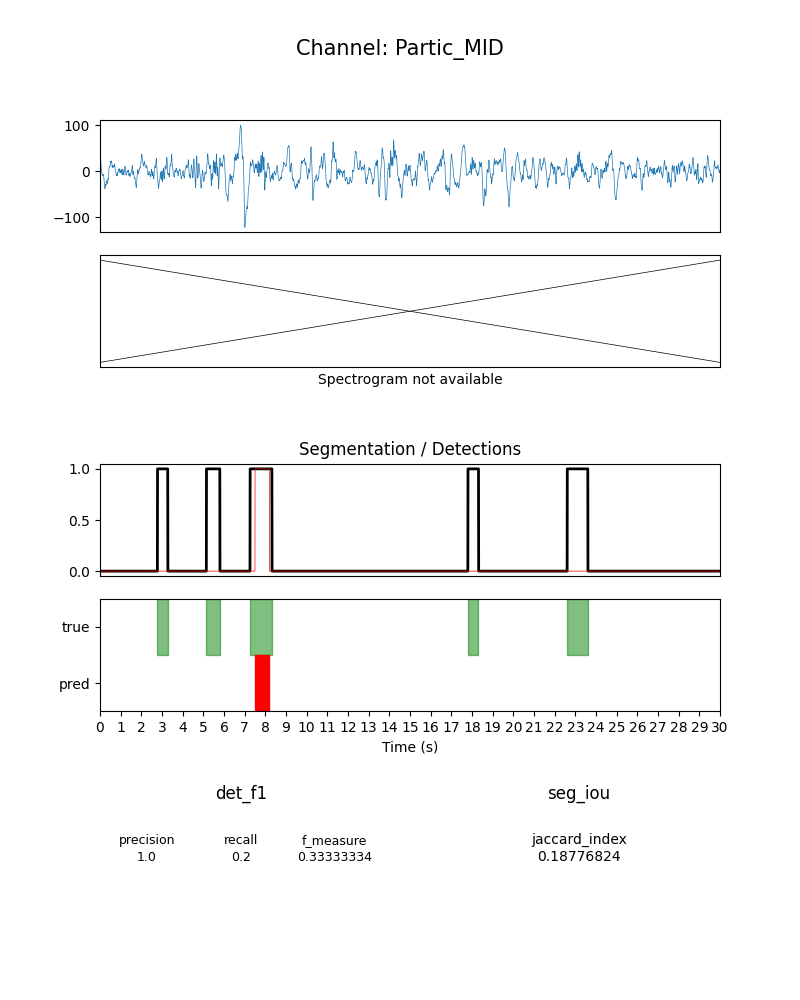 Channel: Partic_MID
100
0
−100
Spectrogram not available
Segmentation / Detections
1.0
0.5
0.0
true
pred
0 1 2 3 4 5 6 7 8 9 10 11 12 13 14 15 16 17 18 19 20 21 22 23 24 25 26 27 28 29 30
Time (s)
det_f1 seg_iou
precision recall f_measure jaccard_index
1.0 0.2 0.33333334 0.18776824